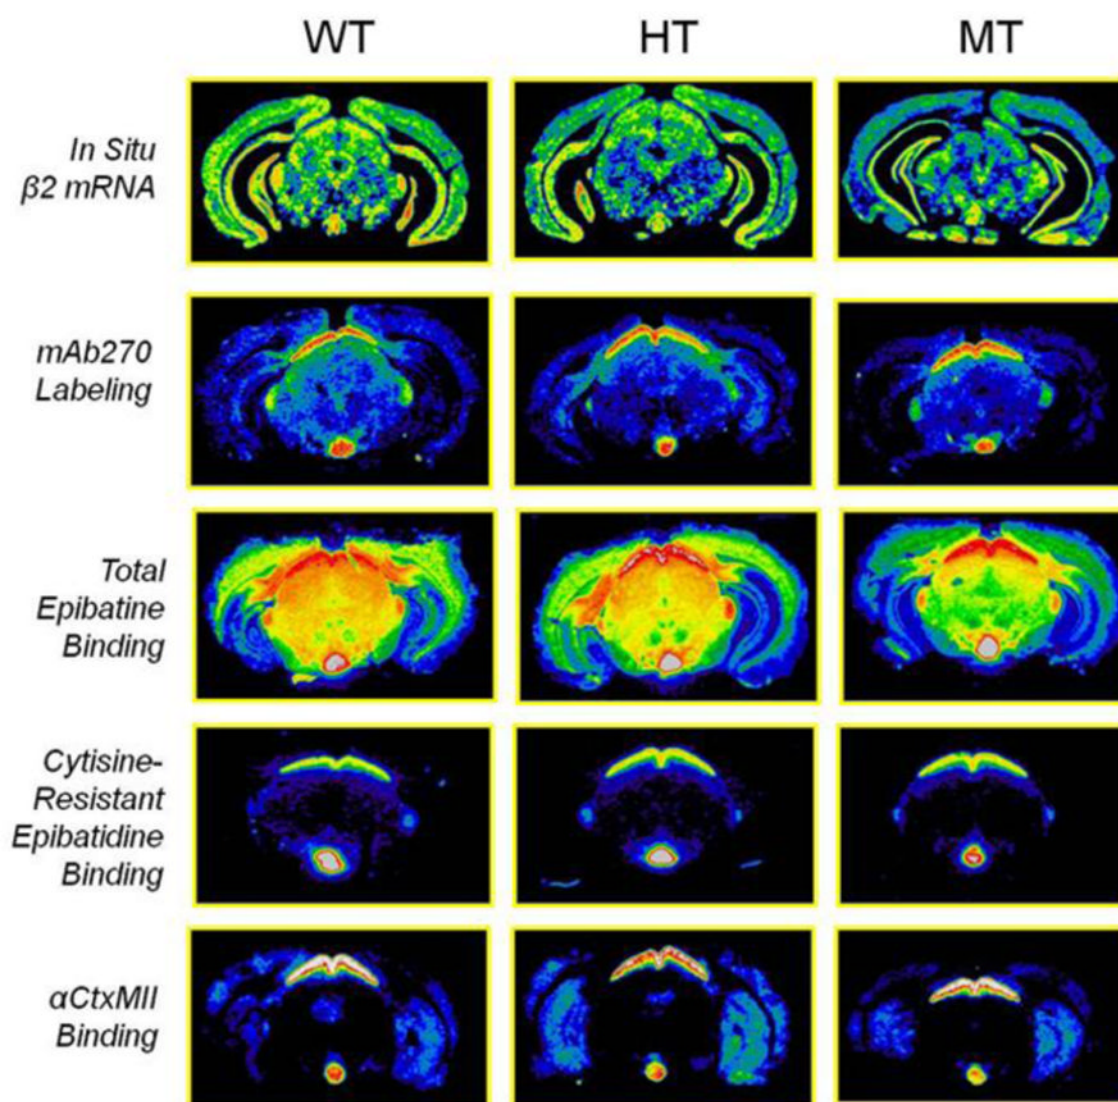 WT HT MT
In Situ
β2 mRNA
mAb270
Labeling
Total
Epibatine
Binding
Cytisine-
Resistant
Epibatidine
Binding
αCtxMII
Binding